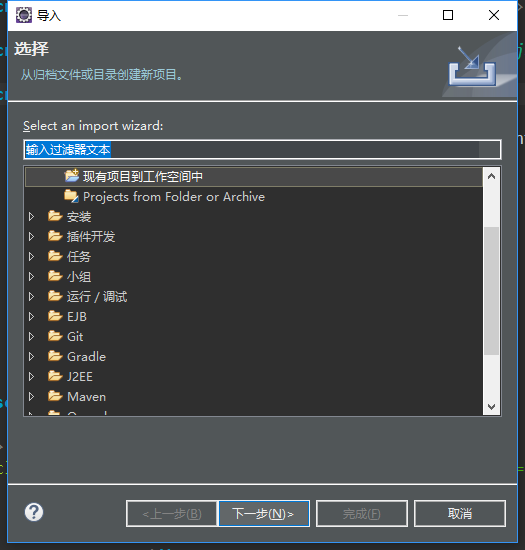 导入
选择
从归档文件或目录创建新项目。
Select an import wizard:
输入过滤器文本
现有项目到工作空间中
Projects from Folder or Archive
安装
插件开发
任务
小组
运行 / 调试
EJB
Git
Gradle
J2EE
Maven
<上一步(B)
下一步(N)>
完成(F)
取消